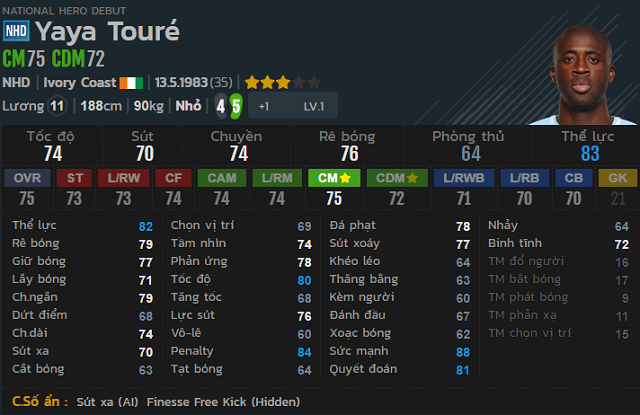 NATIONAL HERO DEBUT
NHD Yaya Touré
CM75 CDM72
NHD Ivory Coast 13.5.1983(35)
Lương 11 188cm 90kg Nhỏ 4 5 +1 LV.1
Tốc độ Sút Chuyền Rê bóng Phòng thủ Thể lực
74 70 74 76 64 83
OVR ST L/RW CF CAM L/RM CM CDM L/RWB L/RB CB GK
75 73 73 74 74 74 75 72 71 70 70 21
Thể lực 82 Chọn vị trí 69 Đá phạt 78 Nhảy 64
Rê bóng 79 Tầm nhìn 74 Sút xoáy 77 Bình tĩnh 72
Giữ bóng 77 Phản ứng 78 Khéo léo 64 TM đổ người 16
Lấy bóng 71 Tốc độ 80 Thăng bằng 63 TM bắt bóng 17
Ch.ngắn 79 Tăng tốc 68 Kèm người 60 TM phát bóng 9
Dứt điểm 68 Lực sút 76 Đánh đầu 67 TM phản xạ 11
Ch.dài 74 Vô-lê 60 Xoạc bóng 62 TM chọn vị trí 15
Sút xa 70 Penalty 84 Sức mạnh 88
Cắt bóng 63 Tạt bóng 64 Quyết đoán 81
C.Số ẩn : Sút xa (AI) Finesse Free Kick (Hidden)